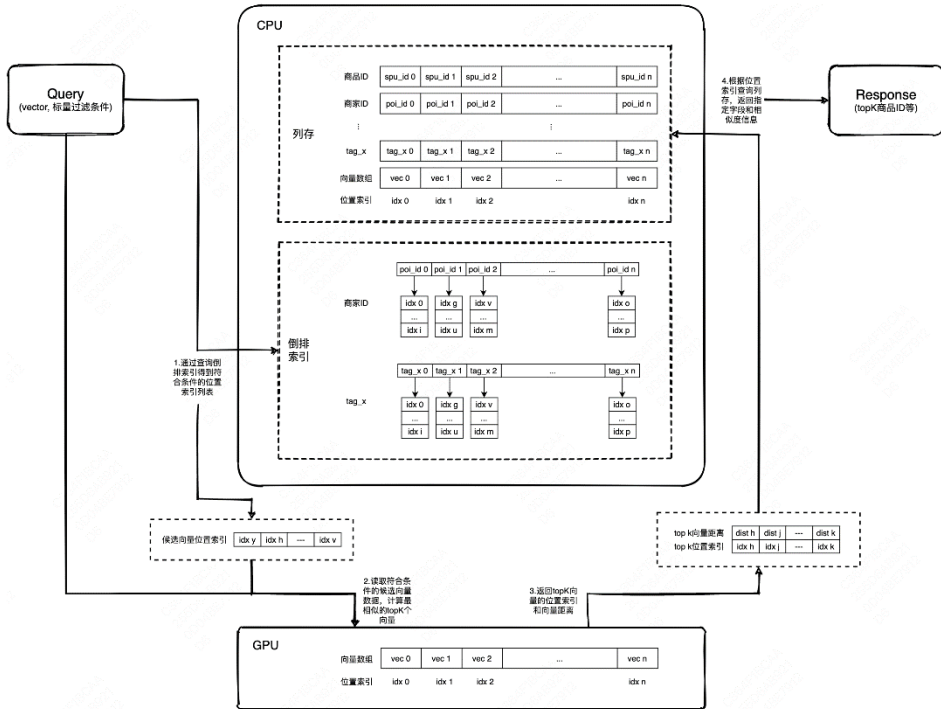 CPU
Query
(vector, 标量过滤条件)
商品ID spu_id 0 spu_id 1 spu_id 2 ... spu_id n
商家ID poi_id 0 poi_id 1 poi_id 2 ... poi_id n
⋮ ⋮
列存
tag_x tag_x 0 tag_x 1 tag_x 2 ... tag_x n
向量数组 vec 0 vec 1 vec 2 ... vec n
位置索引 idx 0 idx 1 idx 2 idx n
4.根据位置
索引查询列
存，返回指
定字段和相
似度信息
Response
(topK商品ID等)
倒排
索引
poi_id 0 poi_id 1 poi_id 2 ... poi_id n
商家ID idx 0 idx g idx v idx o
... ... ... ...
idx i idx u idx m idx p
tag_x 0 tag_x 1 tag_x 2 ... tag_x n
tag_x idx 0 idx g idx v idx o
... ... ... ...
idx i idx u idx m idx p
1.通过查询倒
排索引得到符
合条件的位置
索引列表
候选向量位置索引 idx y idx h --- idx v
2.读取符合条
件的候选向量
数据，计算最
相似的topK个
向量
3.返回topK向
量的位置索引
和向量距离
top k向量距离 dist h dist j --- dist k
top k位置索引 idx h idx j --- idx k
GPU
向量数组 vec 0 vec 1 vec 2 ... vec n
位置索引 idx 0 idx 1 idx 2 idx n